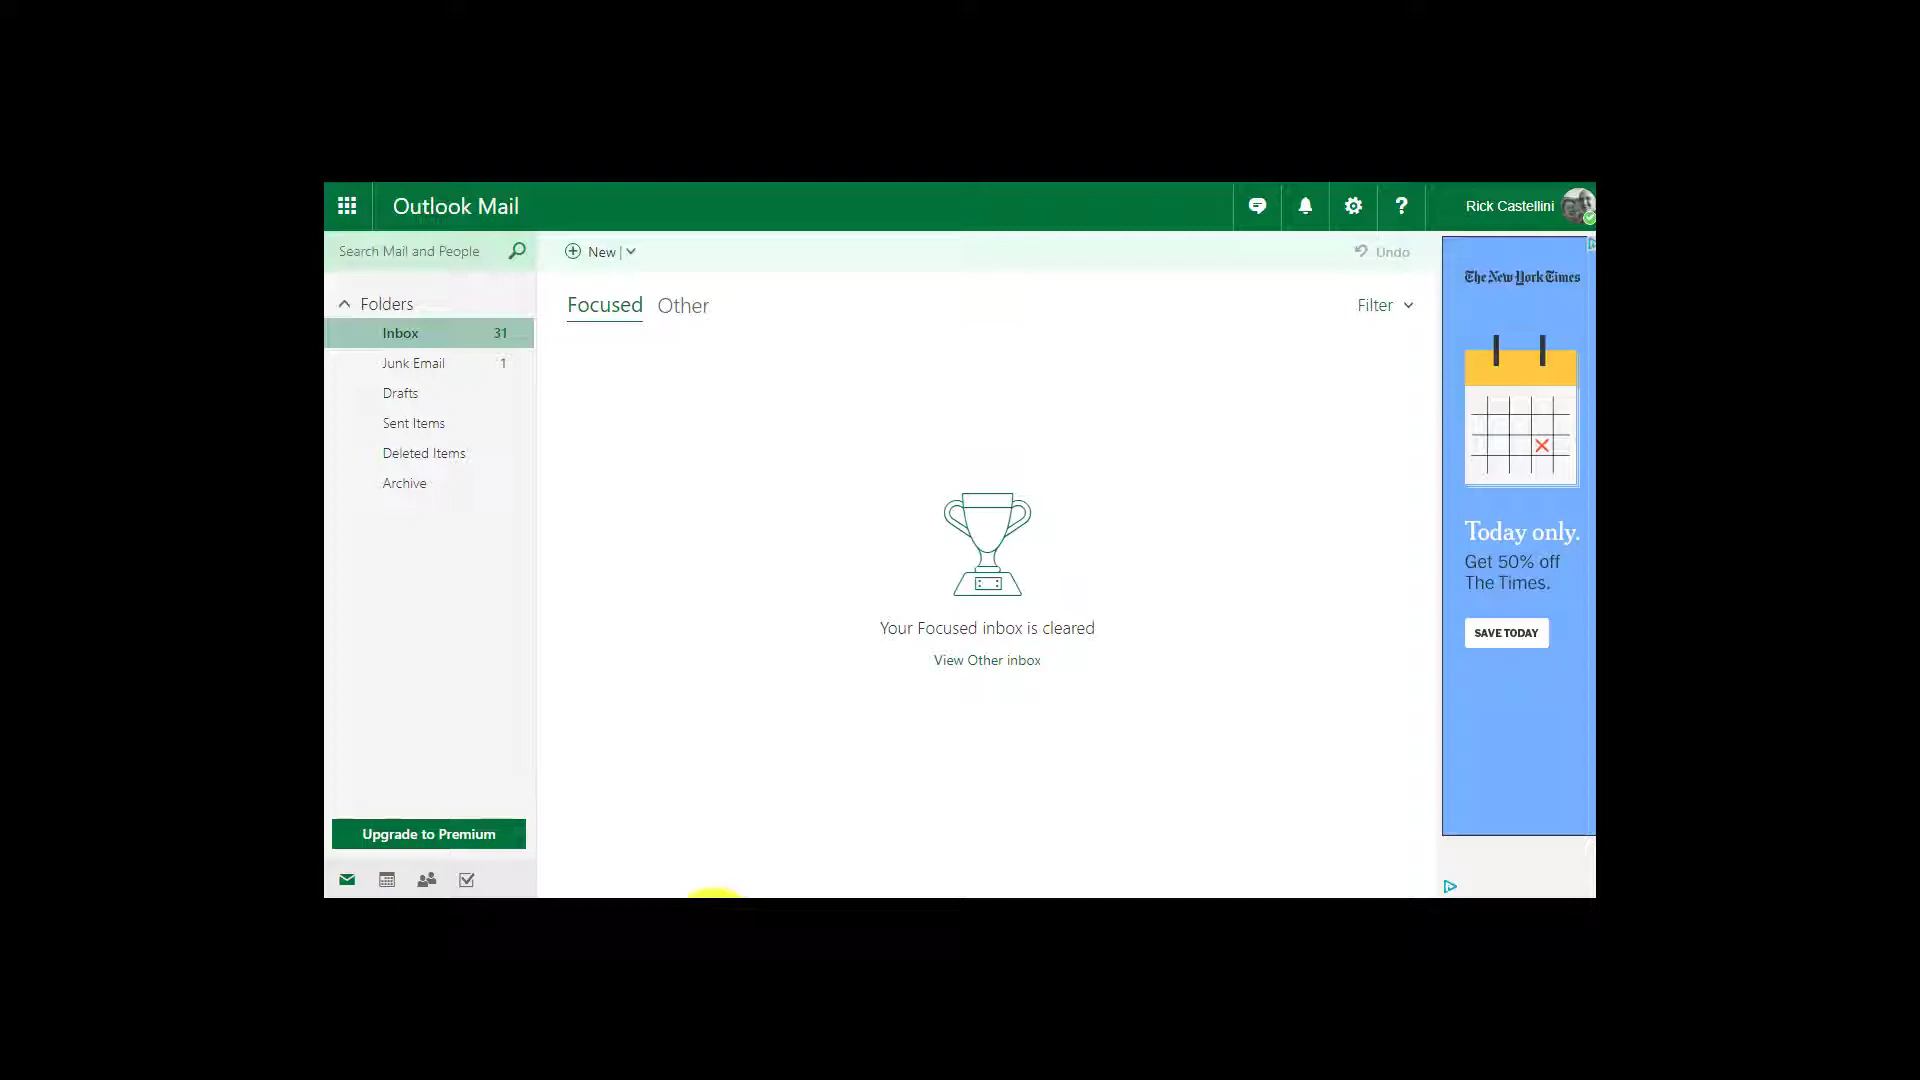 Outlook Mail
?
Rick Castellini
Search Mail and People
New
Undo
Folders
Inbox 31
Junk Email 1
Drafts
Sent Items
Deleted Items
Archive
Upgrade to Premium
Focused Other
Filter
Your Focused inbox is cleared
View Other inbox
The New York Times
Today only.
Get 50% off
The Times.
SAVE TODAY